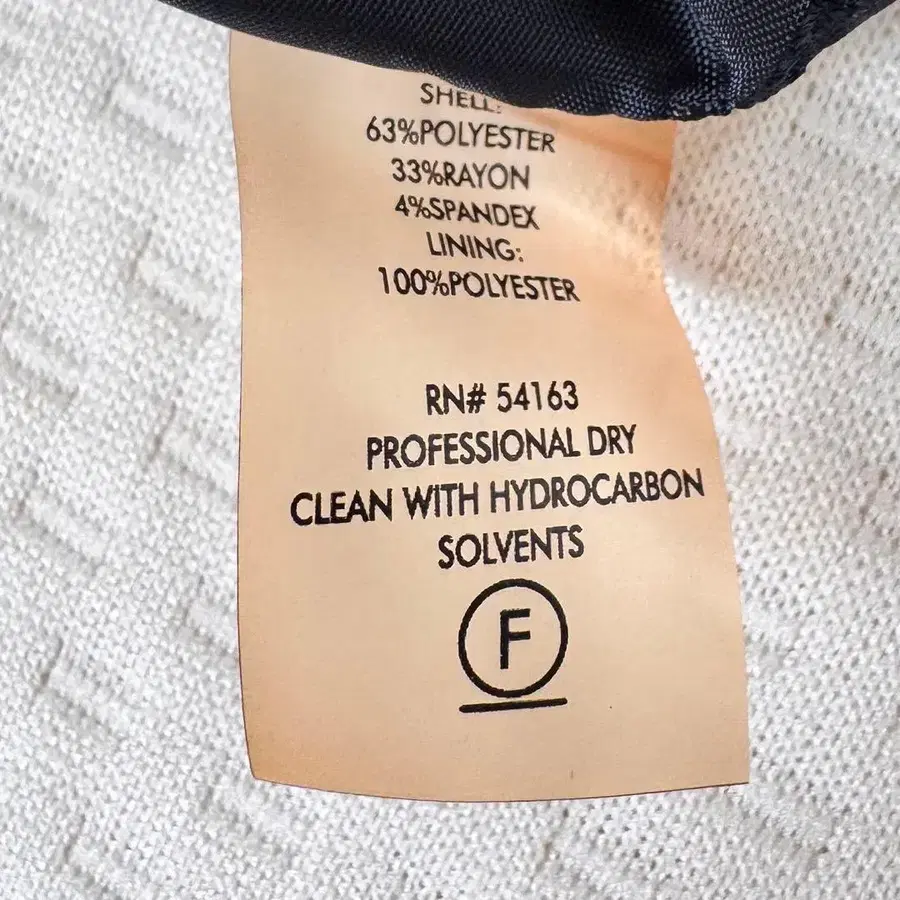 SHELL:
63%POLYESTER
33%RAYON
4%SPANDEX
LINING:
100%POLYESTER
RN# 54163
PROFESSIONAL DRY
CLEAN WITH HYDROCARBON
SOLVENTS
F